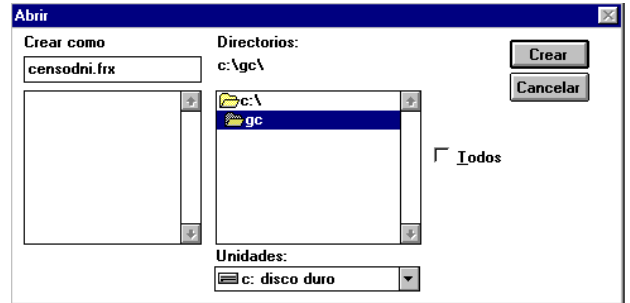 Abrir
Crear como
censodni.frx
Directorios:
c:\gc\
c:\
gc
Unidades:
c: disco duro
Todos
Crear
Cancelar